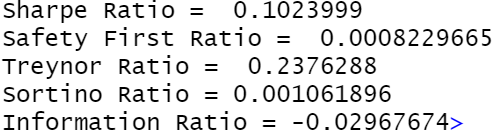 Sharpe Ratio =  0.1023999
Safety First Ratio =  0.0008229665
Treynor Ratio =  0.2376288
Sortino Ratio = 0.001061896
Information Ratio = -0.02967674>